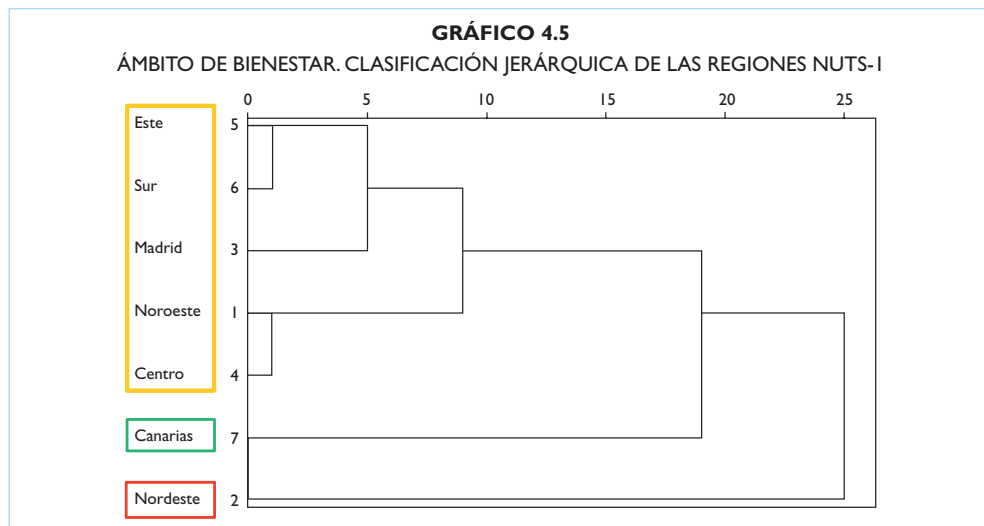 GRÁFICO 4.5
ÁMBITO DE BIENESTAR. CLASIFICACIÓN JERÁRQUICA DE LAS REGIONES NUTS-1
0 5 10 15 20 25
Este 5
Sur 6
Madrid 3
Noroeste 1
Centro 4
Canarias 7
Nordeste 2